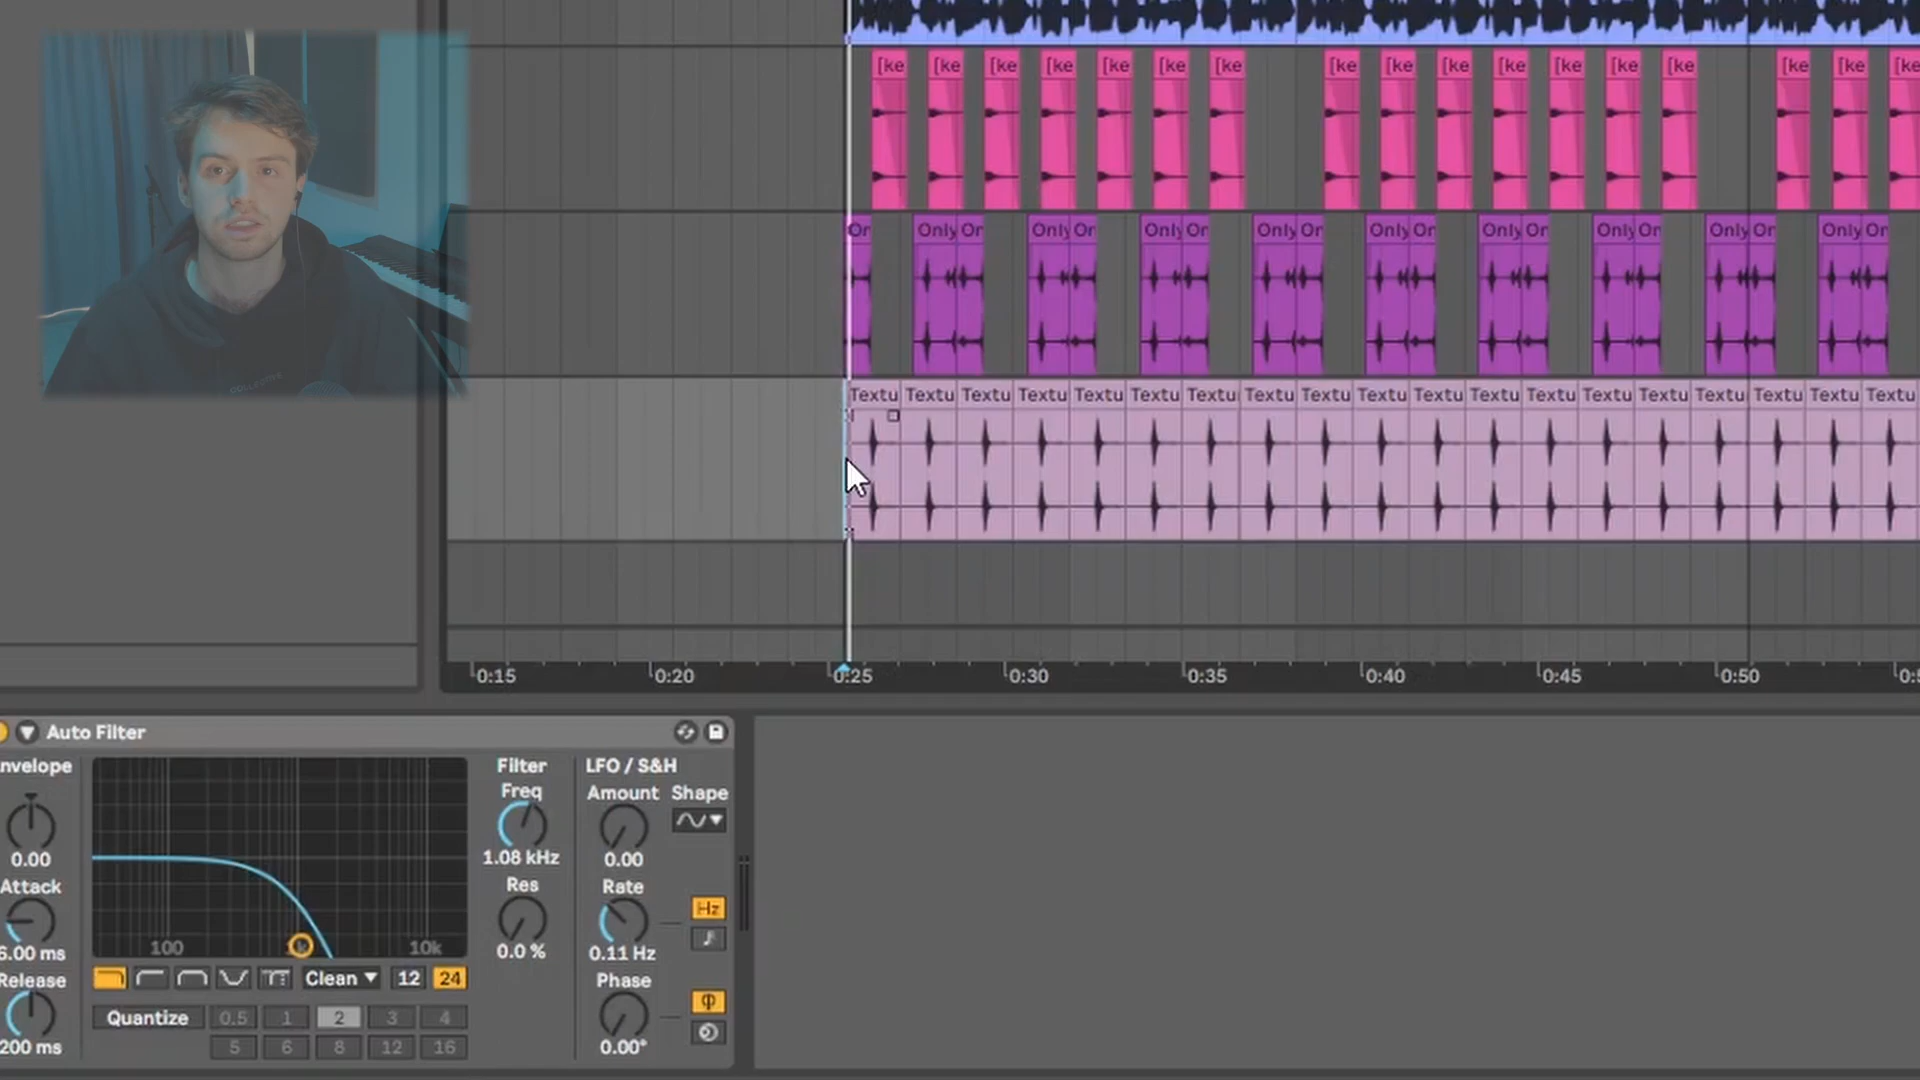 [ke [ke [ke [ke [ke [ke [ke [ke [ke [ke [ke [ke [ke [ke [ke [ke [ke
Or Only Or Only Or Only Or Only Or Only Or Only Or Only Or Only Or Only Or
Textu Textu Textu Textu Textu Textu Textu Textu Textu Textu Textu Textu Textu Textu Textu Textu Textu Textu Textu
0:15 0:20 0:25 0:30 0:35 0:40 0:45 0:50
Auto Filter
nvelope Filter LFO / S&H
Freq Amount Shape
0.00 1.08 kHz 0.00
Attack Res Rate
Hz
100 10k
6.00 ms 0.0 % 0.11 Hz
Release Clean 12 24 Phase
Quantize 0.5 1 2 3 4
200 ms 5 6 8 12 16 0.00°